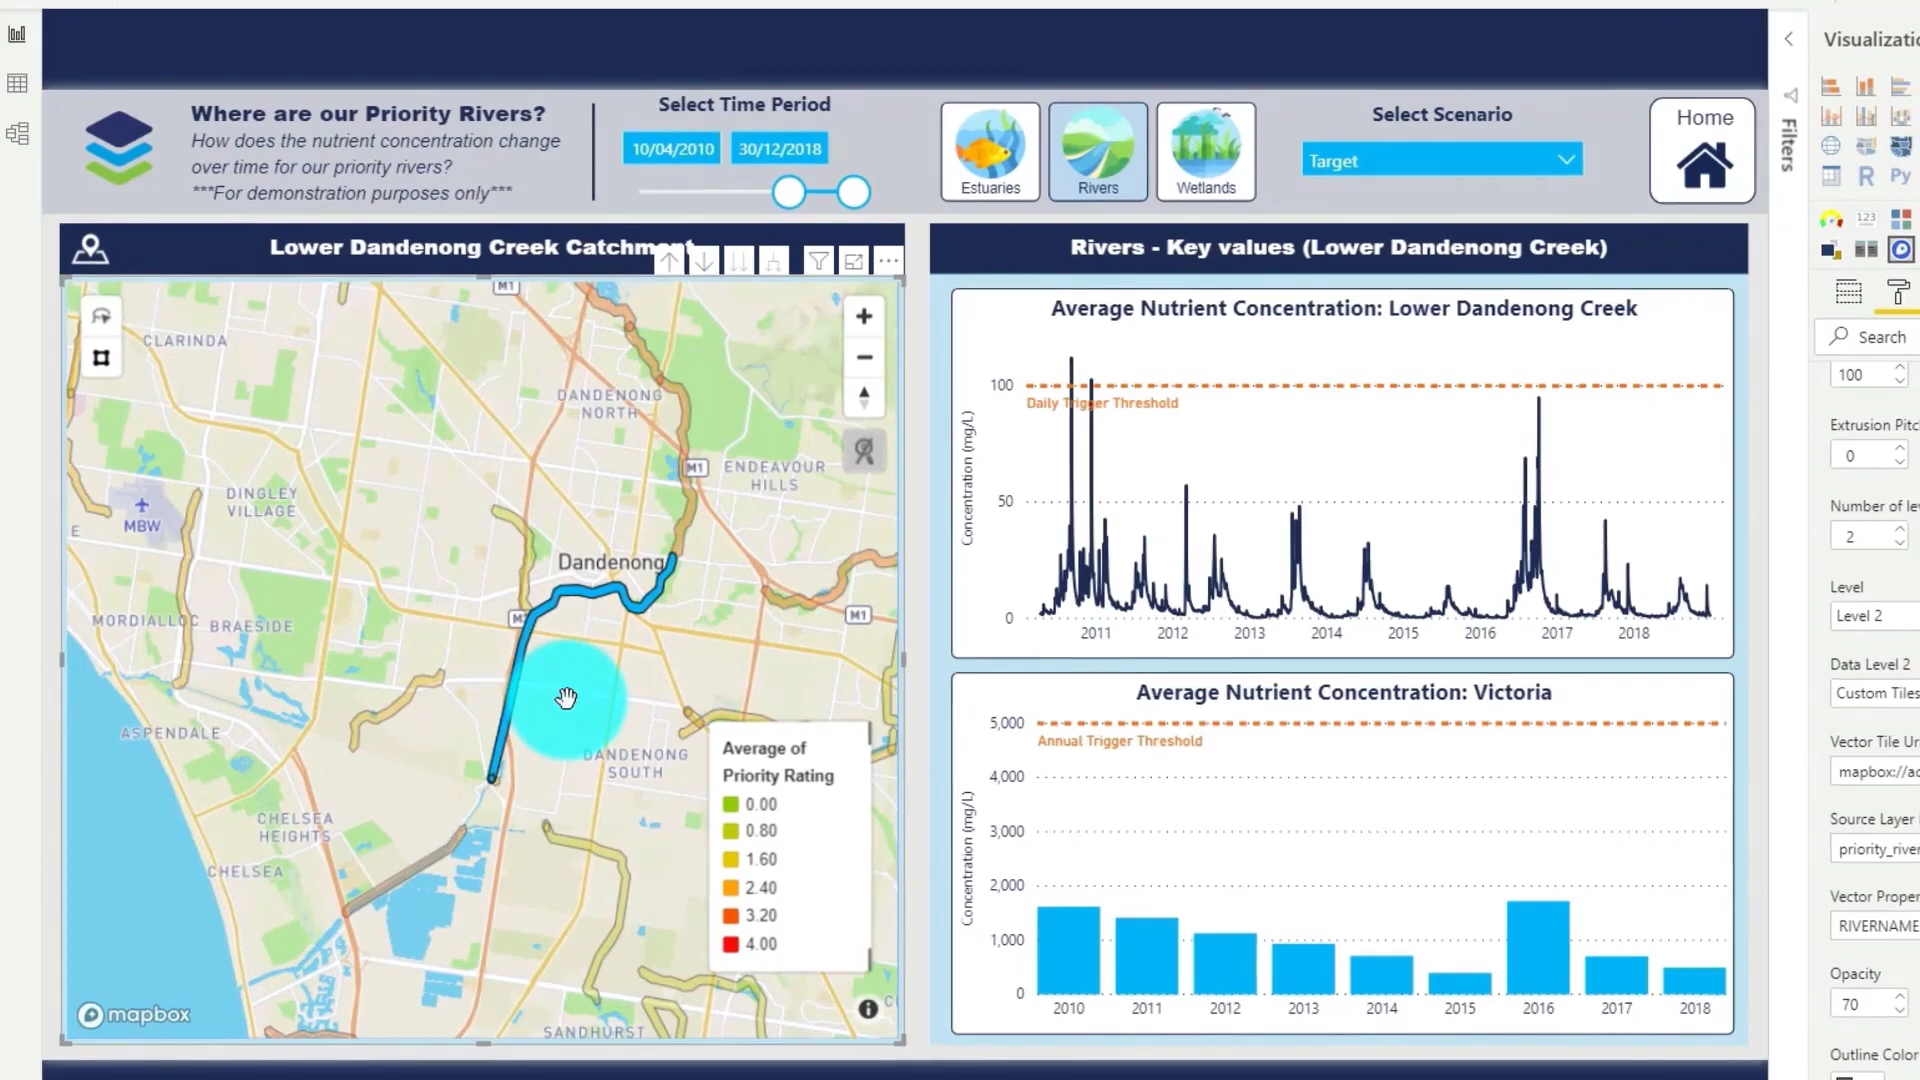 Visualizatio
Where are our Priority Rivers?
How does the nutrient concentration change
over time for our priority rivers?
***For demonstration purposes only***
Select Time Period
10/04/2010
30/12/2018
Estuaries
Rivers
Wetlands
Select Scenario
Target
Home
Filters
R
Py
123
Lower Dandenong Creek Catchment
Rivers - Key values (Lower Dandenong Creek)
M1
CLARINDA
DANDENONG
NORTH
M1
ENDEAVOUR
HILLS
DINGLEY
VILLAGE
MBW
E
Dandenong
MORDIALLOC
BRAESIDE
M1
ASPENDALE
DANDENONG
SOUTH
CHELSEA
HEIGHTS
CHELSEA
SANDHURST
mapbox
Average of
Priority Rating
0.00
0.80
1.60
2.40
3.20
4.00
Average Nutrient Concentration: Lower Dandenong Creek
Concentration (mg/L)
100
50
0
Daily Trigger Threshold
2011 2012 2013 2014 2015 2016 2017 2018
Average Nutrient Concentration: Victoria
Concentration (mg/L)
5,000
4,000
3,000
2,000
1,000
0
Annual Trigger Threshold
2010 2011 2012 2013 2014 2015 2016 2017 2018
Search
100
Extrusion Pitc
0
Number of lev
2
Level
Level 2
Data Level 2
Custom Tiles
Vector Tile Ur
mapbox://ac
Source Layer
priority_river
Vector Proper
RIVERNAME
Opacity
70
Outline Color